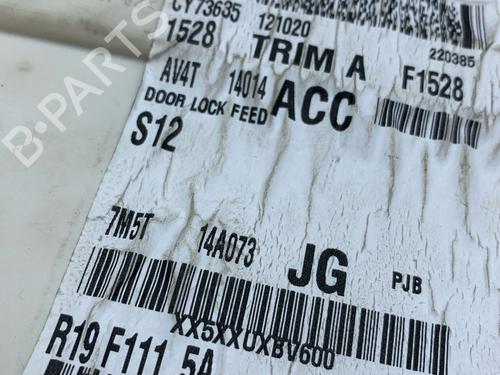 CY73635 121020 220385
1528 TRIM A F1528
AV4T 14014 ACC
DOOR LOCK FEED
S12
7M5T 14A073 JG PJB
XX5XXUXBV600
R19 F111 5A
B-PARTS